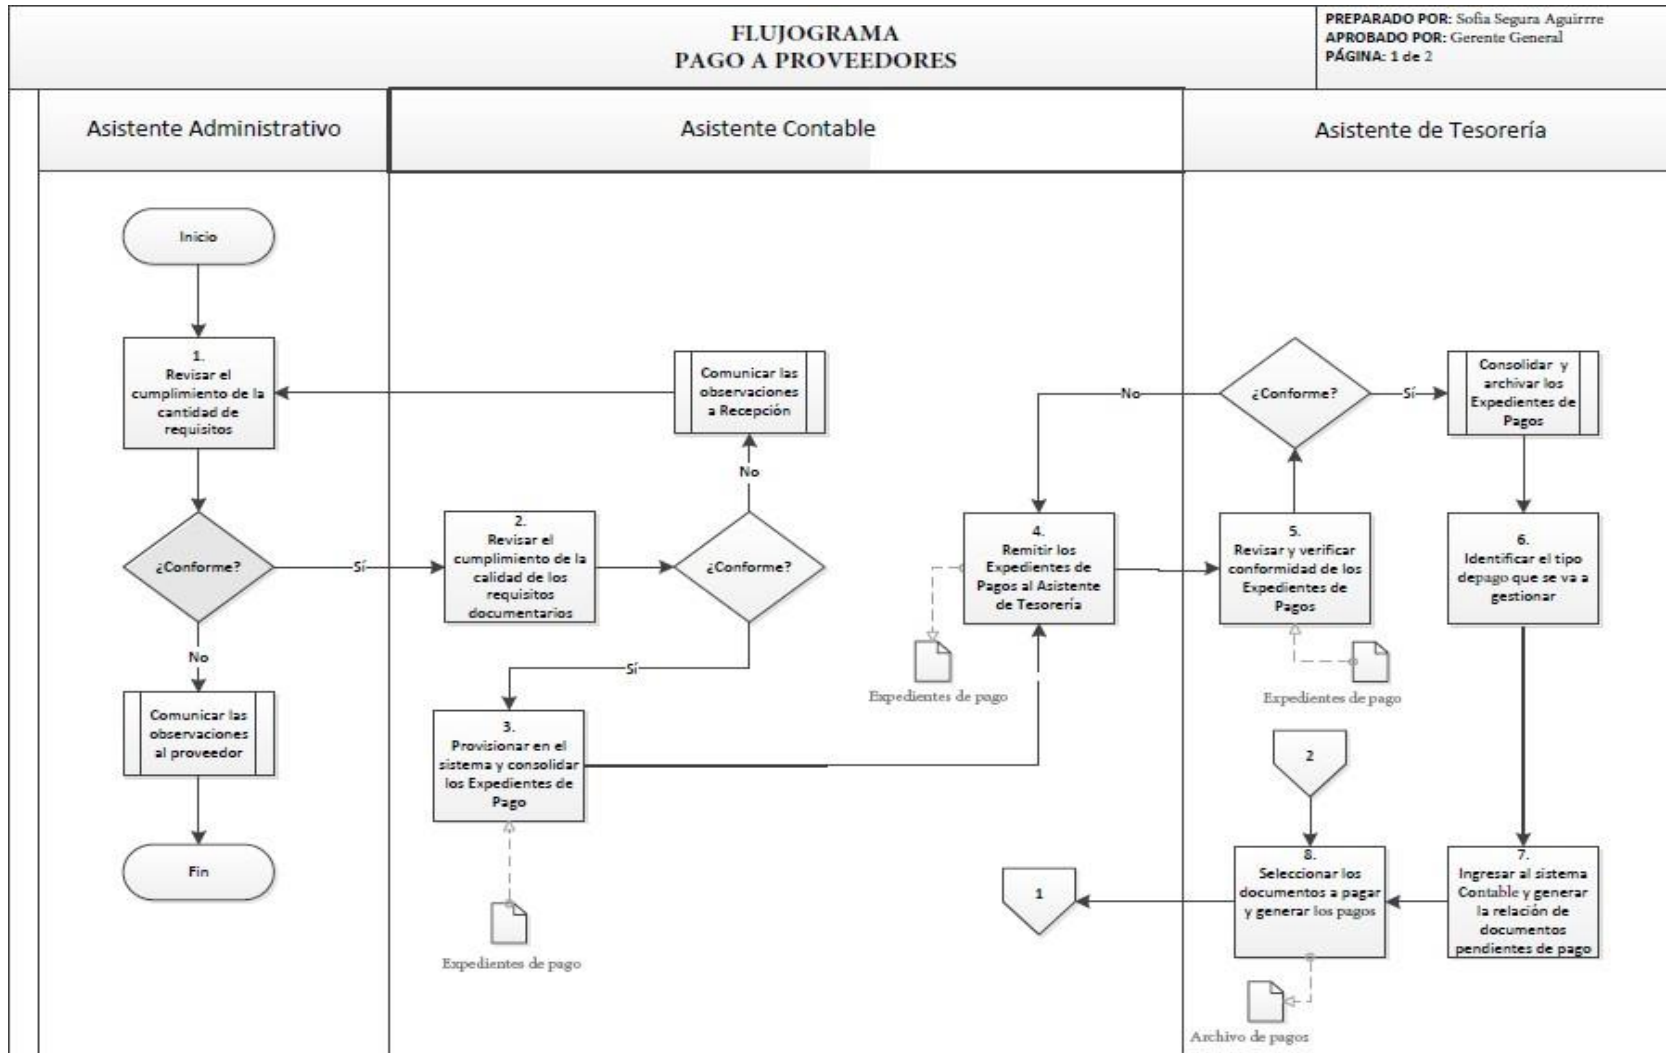 FLUJOGRAMA
PAGO A PROVEEDORES
PREPARADO POR: Sofia Segura Aguirrre
APROBADO POR: Gerente General
PÁGINA: 1 de 2
Asistente Administrativo
Asistente Contable
Asistente de Tesorería
Inicio
1.
Revisar el
cumplimiento de la
cantidad de
requisitos
¿Conforme?
Sí
No
Comunicar las
observaciones
al proveedor
Fin
2.
Revisar el
cumplimiento de la
calidad de los
requisitos
documentarios
¿Conforme?
No
Comunicar las
observaciones
a Recepción
Sí
3.
Provisionar en el
sistema y consolidar
los Expedientes de
Pago
Expedientes de pago
4.
Remitir los
Expedientes de
Pagos al Asistente
de Tesorería
Expedientes de pago
5.
Revisar y verificar
conformidad de los
Expedientes de
Pagos
Expedientes de pago
¿Conforme?
No
Sí
Consolidar y
archivar los
Expedientes de
Pagos
6.
Identificar el tipo
depago que se va a
gestionar
7.
Ingresar al sistema
Contable y generar
la relación de
documentos
pendientes de pago
2
8.
Seleccionar los
documentos a pagar
y generar los pagos
Archivo de pagos
1